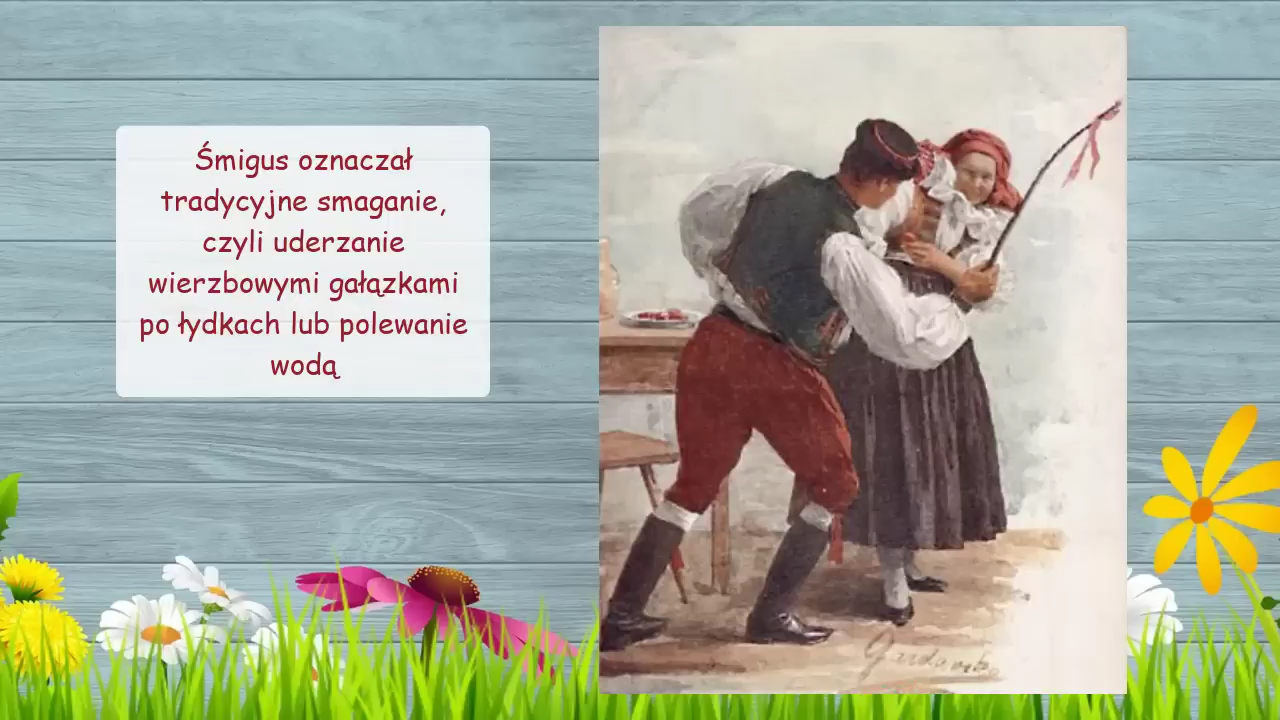 Śmigus oznaczał
tradycyjne smaganie,
czyli uderzanie
wierzbowymi gałązkami
po łydkach lub polewanie
wodą